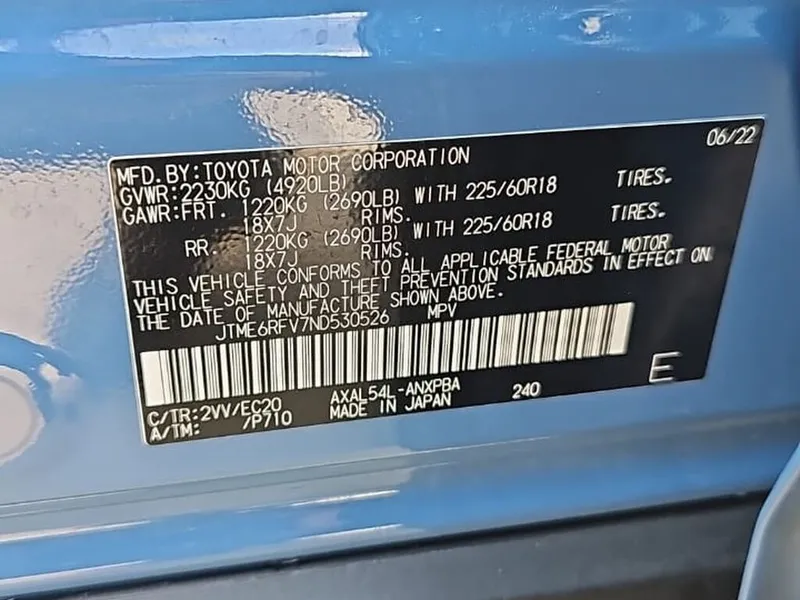 06/22
MFD.BY:TOYOTA MOTOR CORPORATION
GVWR:2230KG (4920LB)
GAWR:FRT. 1220KG (2690LB) WITH 225/60R18 TIRES.
18X7J RIMS.
RR. 1220KG (2690LB) WITH 225/60R18 TIRES.
18X7J RIMS.
THIS VEHICLE CONFORMS TO ALL APPLICABLE FEDERAL MOTOR
VEHICLE SAFETY AND THEFT PREVENTION STANDARDS IN EFFECT ON
THE DATE OF MANUFACTURE SHOWN ABOVE.
JTME6RFV7ND530526 MPV
E
C/TR:2VV/EC20 AXAL54L-ANXPBA 240
A/TM: /P710 MADE IN JAPAN